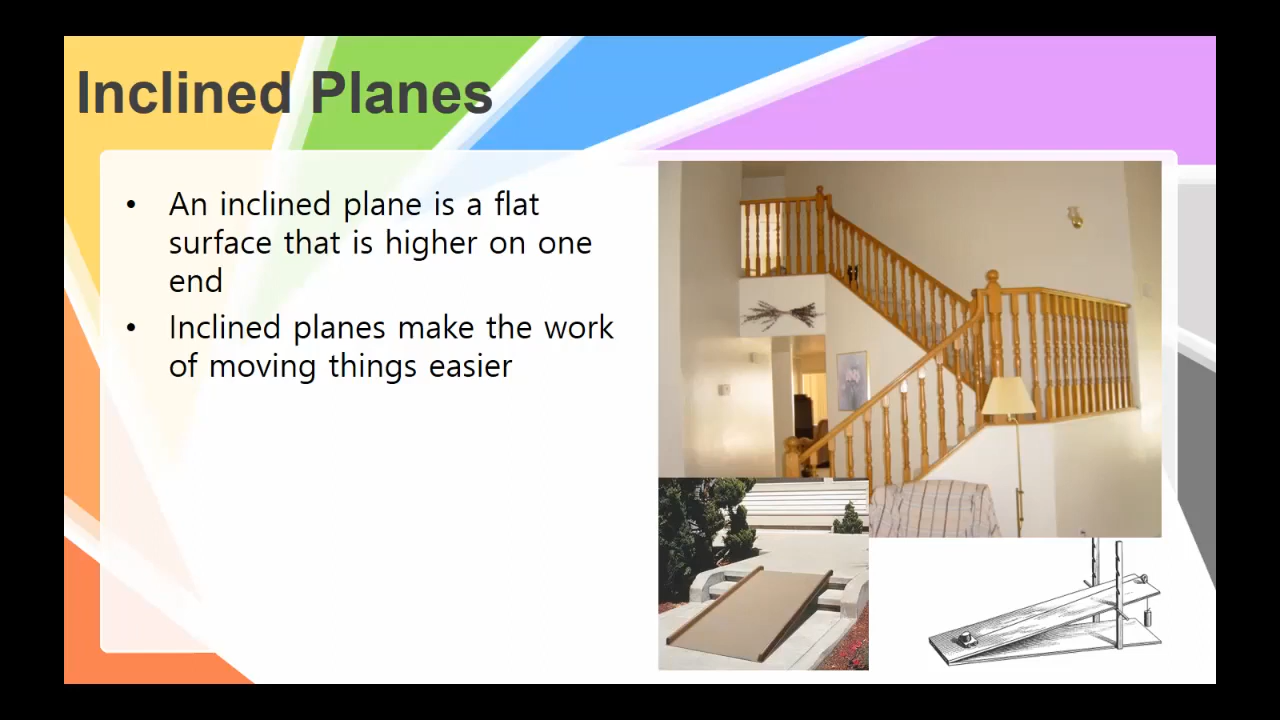 Inclined Planes
• An inclined plane is a flat
surface that is higher on one
end
• Inclined planes make the work
of moving things easier